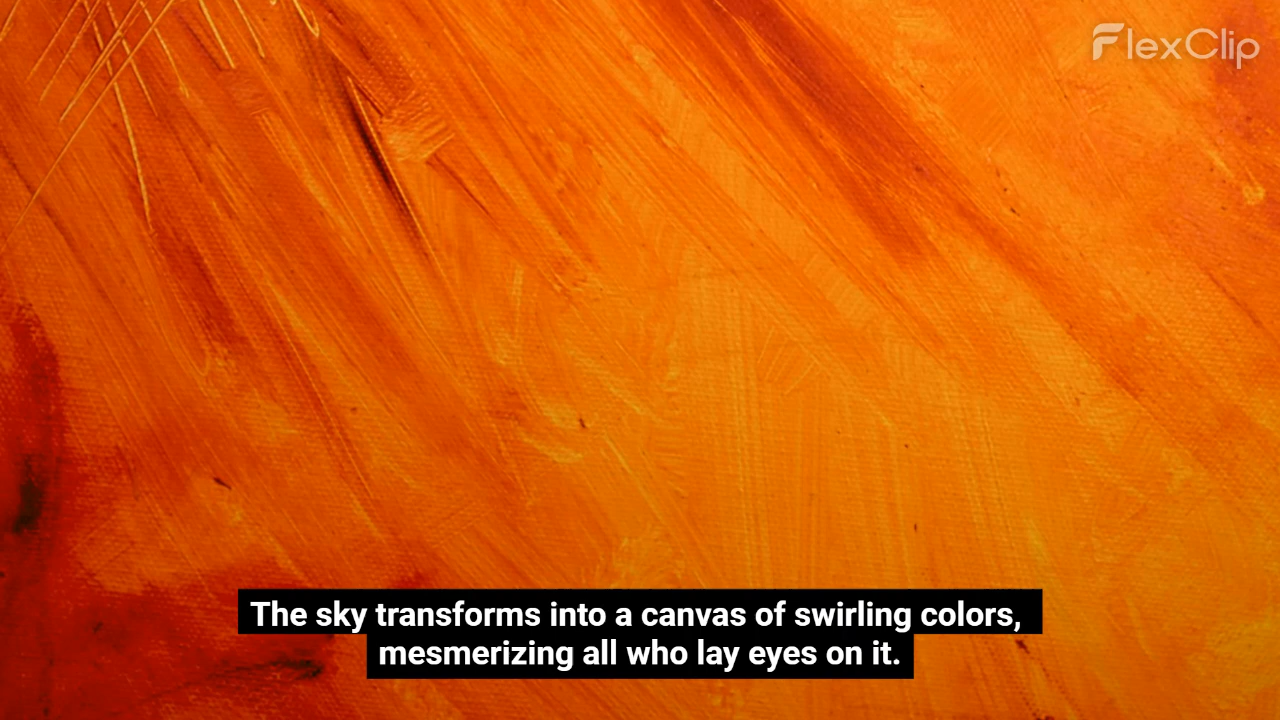 FlexClip
The sky transforms into a canvas of swirling colors,
mesmerizing all who lay eyes on it.